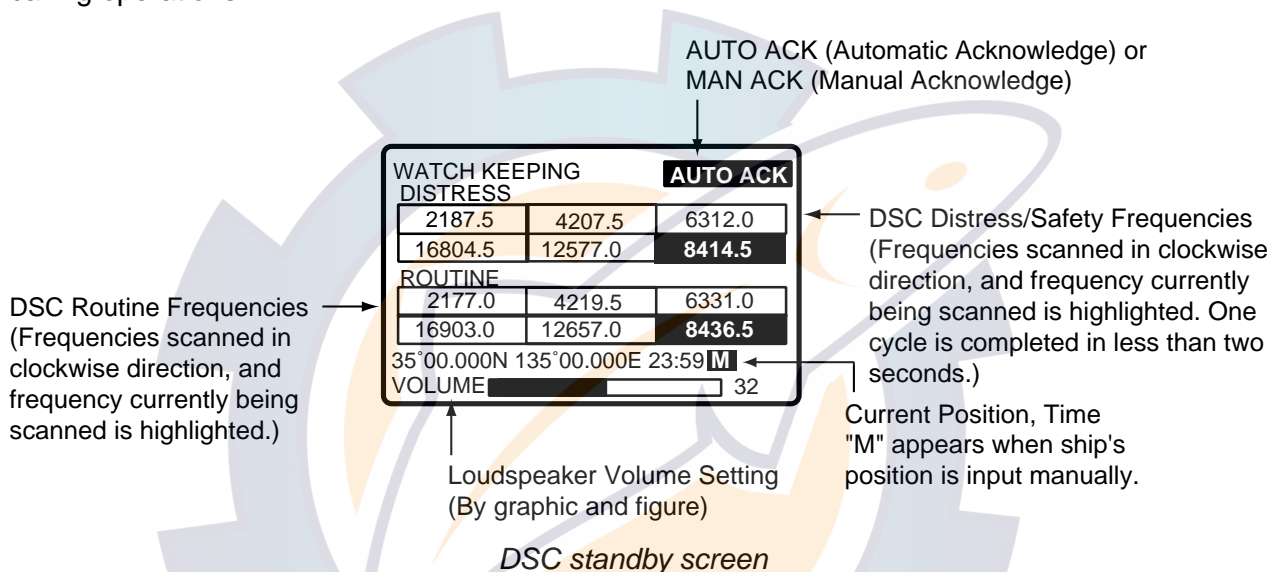 AUTO ACK (Automatic Acknowledge) or
MAN ACK (Manual Acknowledge)
WATCH KEEPING AUTO ACK
DISTRESS
2187.5 4207.5 6312.0
16804.5 12577.0 8414.5
ROUTINE
2177.0 4219.5 6331.0
16903.0 12657.0 8436.5
35°00.000N 135°00.000E 23:59 M
VOLUME 32
DSC Distress/Safety Frequencies
(Frequencies scanned in clockwise
direction, and frequency currently
being scanned is highlighted. One
cycle is completed in less than two
seconds.)
DSC Routine Frequencies
(Frequencies scanned in
clockwise direction, and
frequency currently being
scanned is highlighted.)
Current Position, Time
"M" appears when ship's
position is input manually.
Loudspeaker Volume Setting
(By graphic and figure)
DSC standby screen